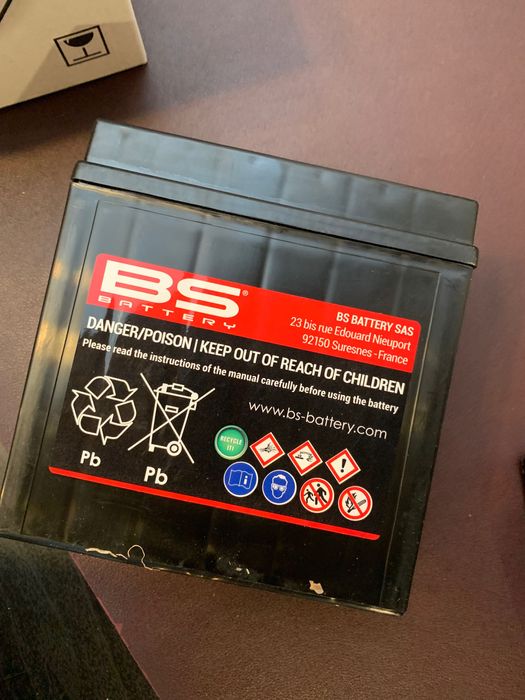 BS®
BATTERY
BS BATTERY SAS
23 bis rue Edouard Nieuport
92150 Suresnes - France
DANGER/POISON | KEEP OUT OF REACH OF CHILDREN
Please read the instructions of the manual carefully before using the battery
www.bs-battery.com
Pb
Pb
RECYCLE
IT!